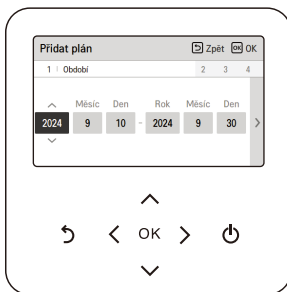 Přidat plán Zpět OK OK
1 Období 2 3 4
Měsíc Den Rok Měsíc Den
2024 9 10 - 2024 9 30
OK